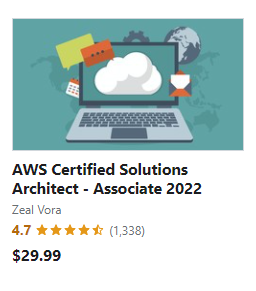 AWS Certified Solutions
Architect - Associate 2022
Zeal Vora
4.7 (1,338)
$29.99